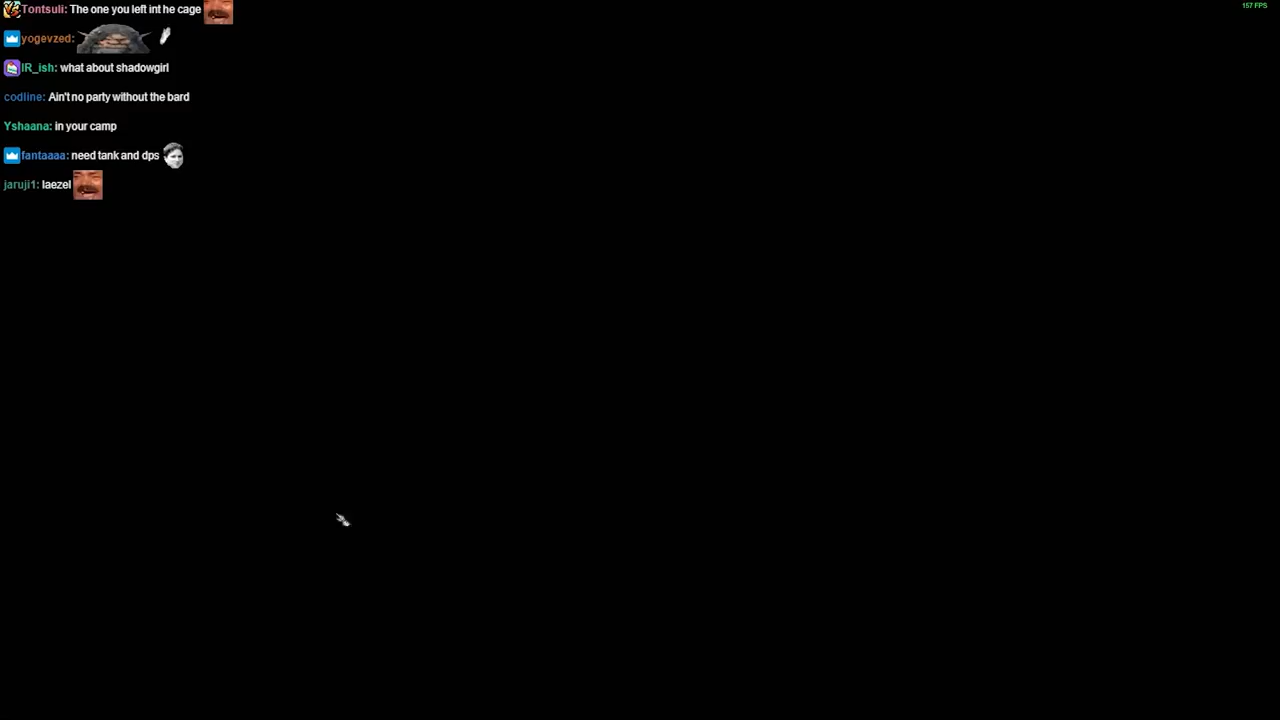 Tontsuli: The one you left int he cage
157 FPS
yogevzed:
IR_ish: what about shadowgirl
codline: Ain't no party without the bard
Yshaana: in your camp
fantaaaa: need tank and dps
jaruji1: laezel